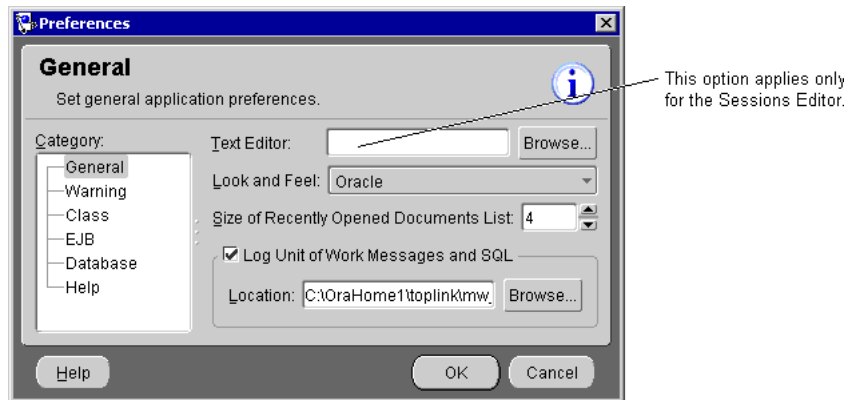 Preferences
General
Set general application preferences.
This option applies only
for the Sessions Editor.
Category:
General
Warning
Class
EJB
Database
Help
Text Editor:
Browse...
Look and Feel: Oracle
Size of Recently Opened Documents List: 4
Log Unit of Work Messages and SQL
Location: C:\OraHome1\toplink\mw_
Browse...
Help
OK
Cancel